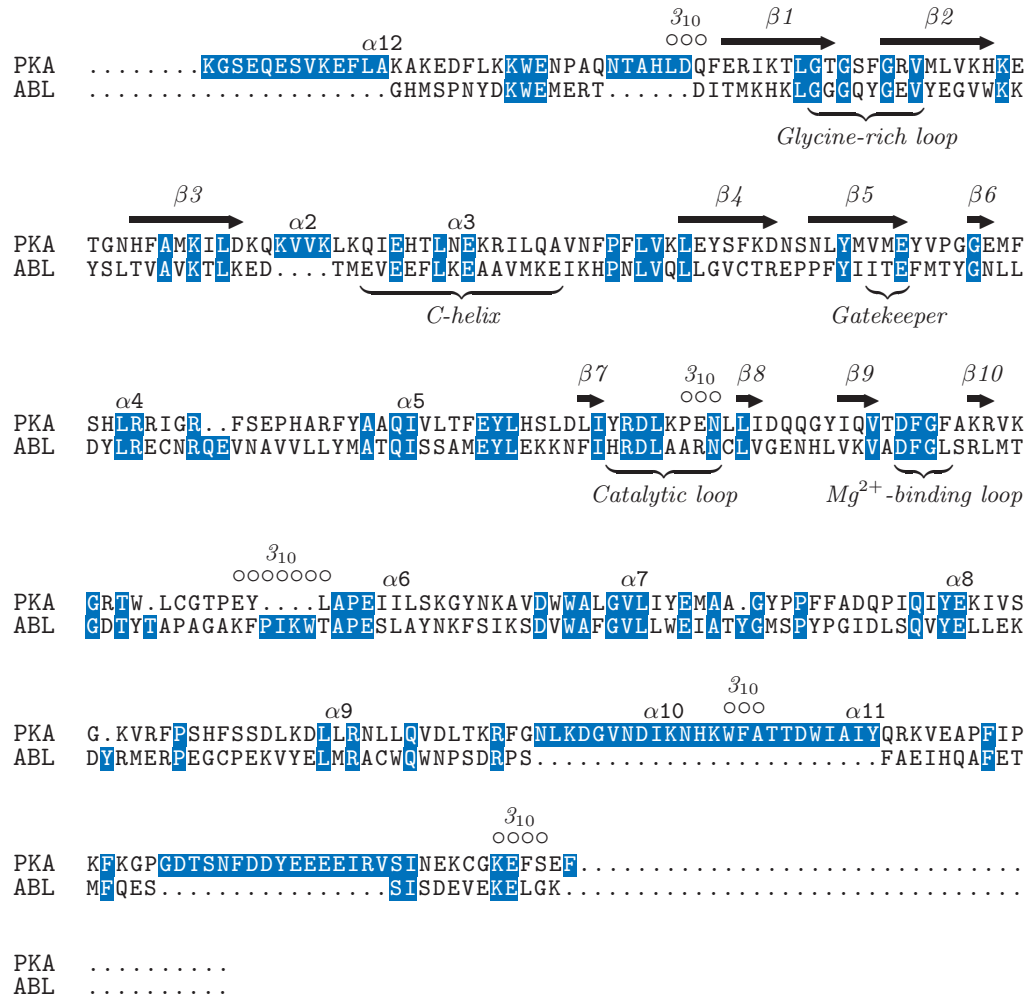 α12 3₁₀ β1 β2
PKA ........KGSEQESVKEFLAKAKEDFLKKWENPAQNTAHLDQFERIKTLGTGSFGRVMLVKHKE
ABL .....................GHMSPNYDKWEMERT......DITMKHKLGGGQYGEVYEGVWKK
Glycine-rich loop
β3 α2 α3 β4 β5 β6
PKA TGNHFAMKILDKQKVVKLKQIEHTLNEKRILQAVNFPFLVKLEYSFKDNSNLYMVMEYVPGGEMF
ABL YSLTVAVKTLKED....TMEVEEFLKEAAVMKEIKHPNLVQLLGVCTREPPFYIITEFMTYGNLL
C-helix Gatekeeper
α4 α5 β7 3₁₀ β8 β9 β10
PKA SHLRRIGR..FSEPHARFYAAQIVLTFEYLHSLDLIYRDLKPENLLIDQQGYIQVTDFGFAKRVK
ABL DYLRECNRQEVNAVVLLYMATQISSAMEYLEKKNFIHRDLAARNCLVGENHLVKVADFGLSRLMT
Catalytic loop Mg²⁺-binding loop
3₁₀ α6 α7 α8
PKA GRTW.LCGTPEY....LAPEIILSKGYNKAVDWWALGVLIYEMAA.GYPPFFADQPIQIYEKIVS
ABL GDTYTAPAGAKFPIKWTAPESLAYNKFSIKSDVWAFGVLLWEIATYGMSPYPGIDLSQVYELLEK
α9 α10 3₁₀ α11
PKA G.KVRFPSHFSSDLKDLLRNLLQVDLTKRFGNLKDGVNDIKNHKWFATTDWIAIYQRKVEAPFIP
ABL DYRMERPEGCPEKVYELMRACWQWNPSDRPS........................FAEIHQAFET
3₁₀
PKA KFKGPGDTSNFDDYEEEEIRVSINEKCGKEFSEF...............................
ABL MFQES................SISDEVEKELGK................................
PKA ..........
ABL ..........